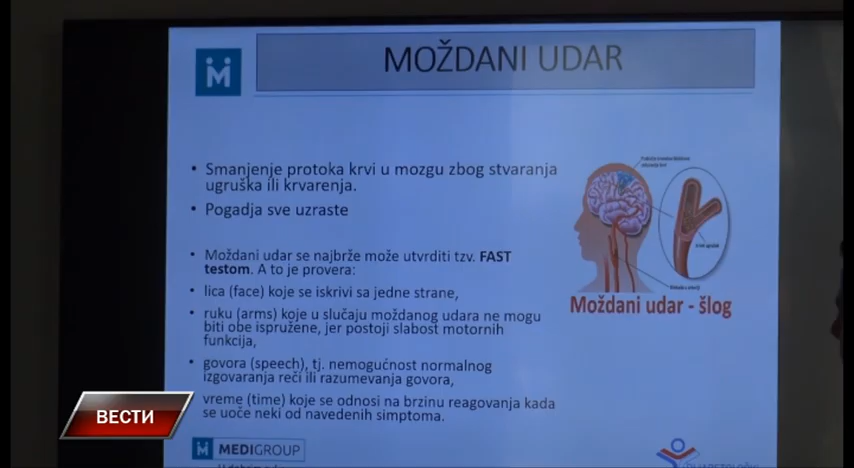 MOŽDANI UDAR
• Smanjenje protoka krvi u mozgu zbog stvaranja
ugruška ili krvarenja.
• Pogadja sve uzraste
• Moždani udar se najbrže može utvrditi tzv. FAST
testom. A to je provera:
• lica (face) koje se iskrivi sa jedne strane,
• ruku (arms) koje u slučaju moždanog udara ne mogu
biti obe ispružene, jer postoji slabost motornih
funkcija,
• govora (speech), tj. nemogućnost normalnog
izgovaranja reči ili razumevanja govora,
• vreme (time) koje se odnosi na brzinu reagovanja kada
se uoče neki od navedenih simptoma.
Moždani udar - šlog
ВЕСТИ
MEDIGROUP